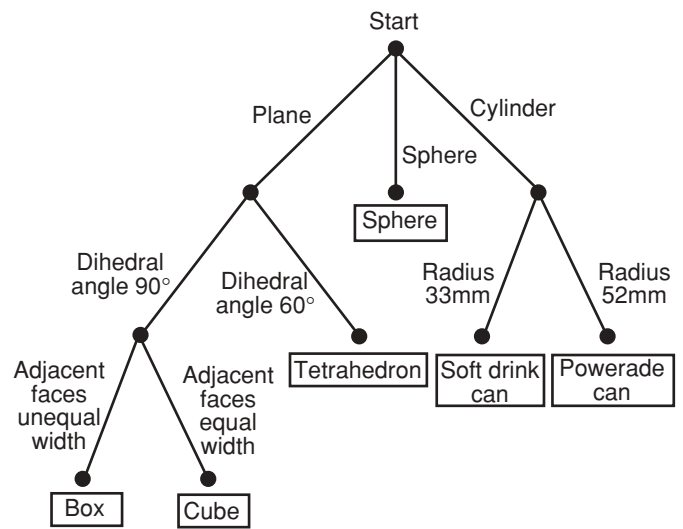 Start
Plane
Cylinder
Sphere
Sphere
Dihedral
angle 90°
Dihedral
angle 60°
Radius
33mm
Radius
52mm
Tetrahedron
Soft drink
can
Powerade
can
Adjacent
faces
unequal
width
Adjacent
faces
equal
width
Box
Cube